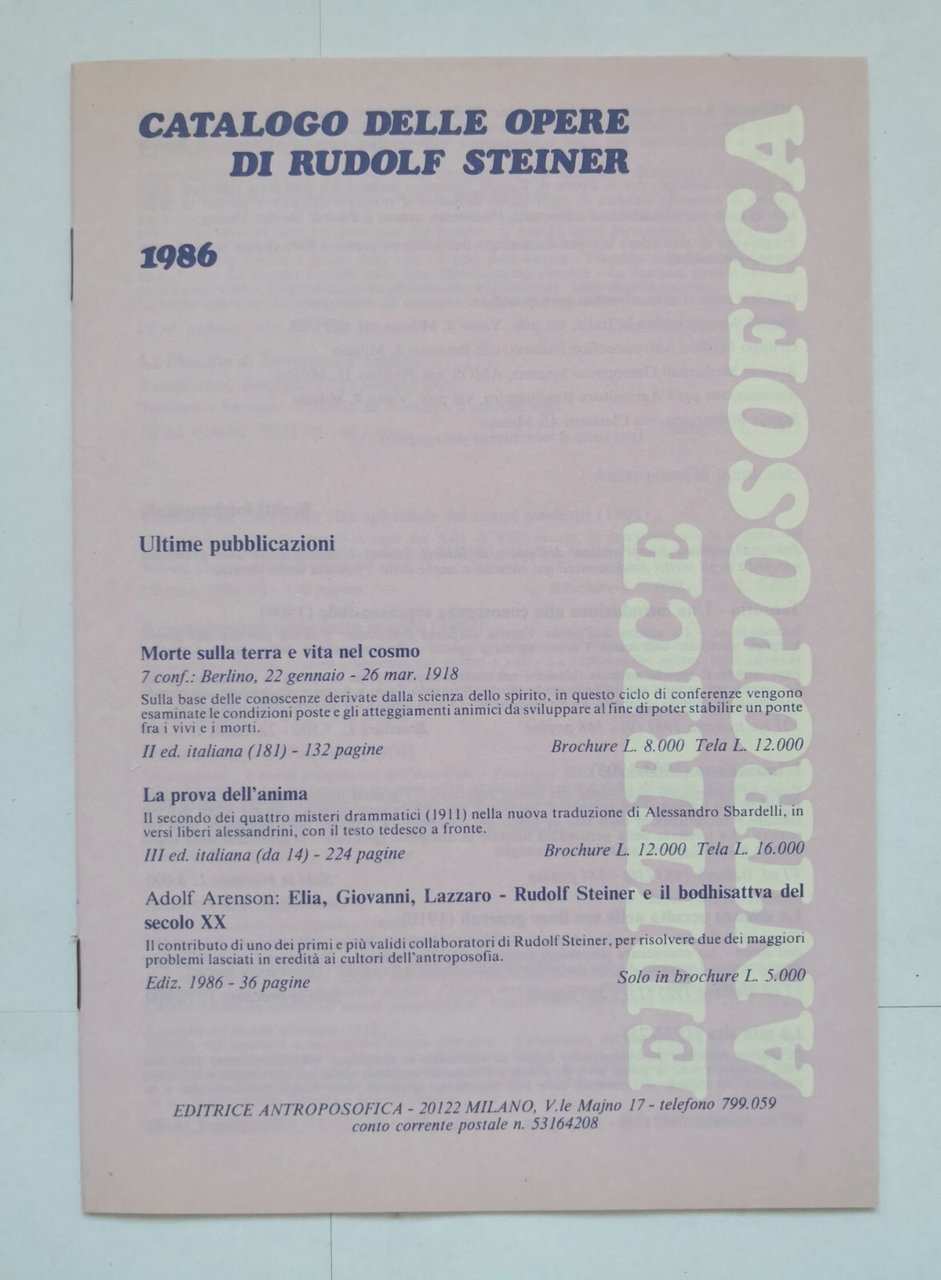 CATALOGO DELLE OPERE
DI RUDOLF STEINER
1986
Ultime pubblicazioni
Morte sulla terra e vita nel cosmo
7 conf.: Berlino, 22 gennaio - 26 mar. 1918
Sulla base delle conoscenze derivate dalla scienza dello spirito, in questo ciclo di conferenze vengono
esaminate le condizioni poste e gli atteggiamenti animici da sviluppare al fine di poter stabilire un ponte
fra i vivi e i morti.
II ed. italiana (181) - 132 pagine Brochure L. 8.000 Tela L. 12.000
La prova dell'anima
Il secondo dei quattro misteri drammatici (1911) nella nuova traduzione di Alessandro Sbardelli, in
versi liberi alessandrini, con il testo tedesco a fronte.
III ed. italiana (da 14) - 224 pagine Brochure L. 12.000 Tela L. 16.000
Adolf Arenson: Elia, Giovanni, Lazzaro - Rudolf Steiner e il bodhisattva del
secolo XX
Il contributo di uno dei primi e più validi collaboratori di Rudolf Steiner, per risolvere due dei maggiori
problemi lasciati in eredità ai cultori dell'antroposofia.
Ediz. 1986 - 36 pagine Solo in brochure L. 5.000
EDITRICE ANTROPOSOFICA - 20122 MILANO, V.le Majno 17 - telefono 799.059
conto corrente postale n. 53164208
EDITRICE
ANTROPOSOFICA